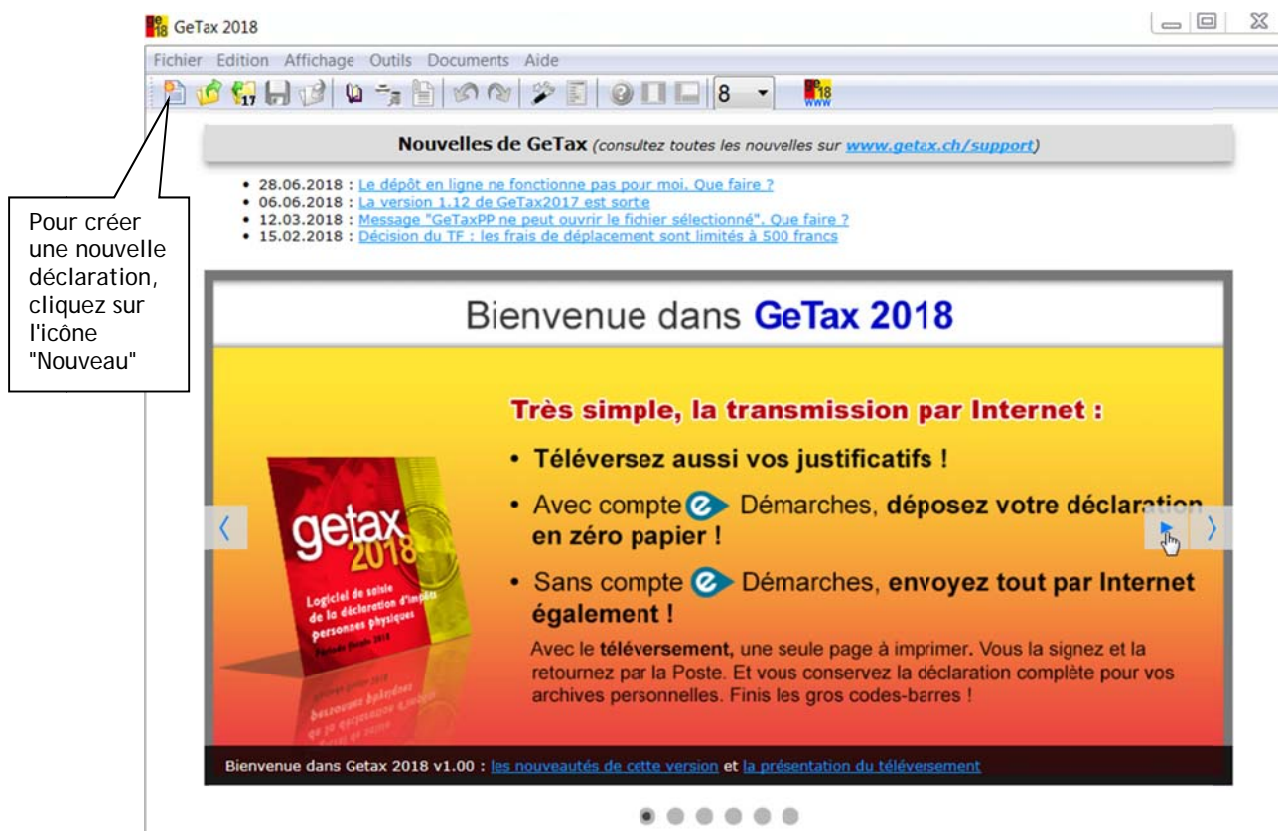 GeTax 2018
Fichier Edition Affichage Outils Documents Aide
17
8
ge
18
www
Nouvelles de GeTax (consultez toutes les nouvelles sur www.getax.ch/support)
• 28.06.2018 : Le dépôt en ligne ne fonctionne pas pour moi. Que faire ?
• 06.06.2018 : La version 1.12 de GeTax2017 est sorte
• 12.03.2018 : Message "GeTaxPP ne peut ouvrir le fichier sélectionné". Que faire ?
• 15.02.2018 : Décision du TF : les frais de déplacement sont limités à 500 francs
Pour créer
une nouvelle
déclaration,
cliquez sur
l'icône
"Nouveau"
Bienvenue dans GeTax 2018
Très simple, la transmission par Internet :
• Téléversez aussi vos justificatifs !
• Avec compte e Démarches, déposez votre déclaration
en zéro papier !
• Sans compte e Démarches, envoyez tout par Internet
également !
Avec le téléversement, une seule page à imprimer. Vous la signez et la
retournez par la Poste. Et vous conservez la déclaration complète pour vos
archives personnelles. Finis les gros codes-barres !
getax
2018
Logiciel de saisie
de la déclaration d'impôts
personnes physiques
Bienvenue dans Getax 2018 v1.00 : les nouveautés de cette version et la présentation du téléversement